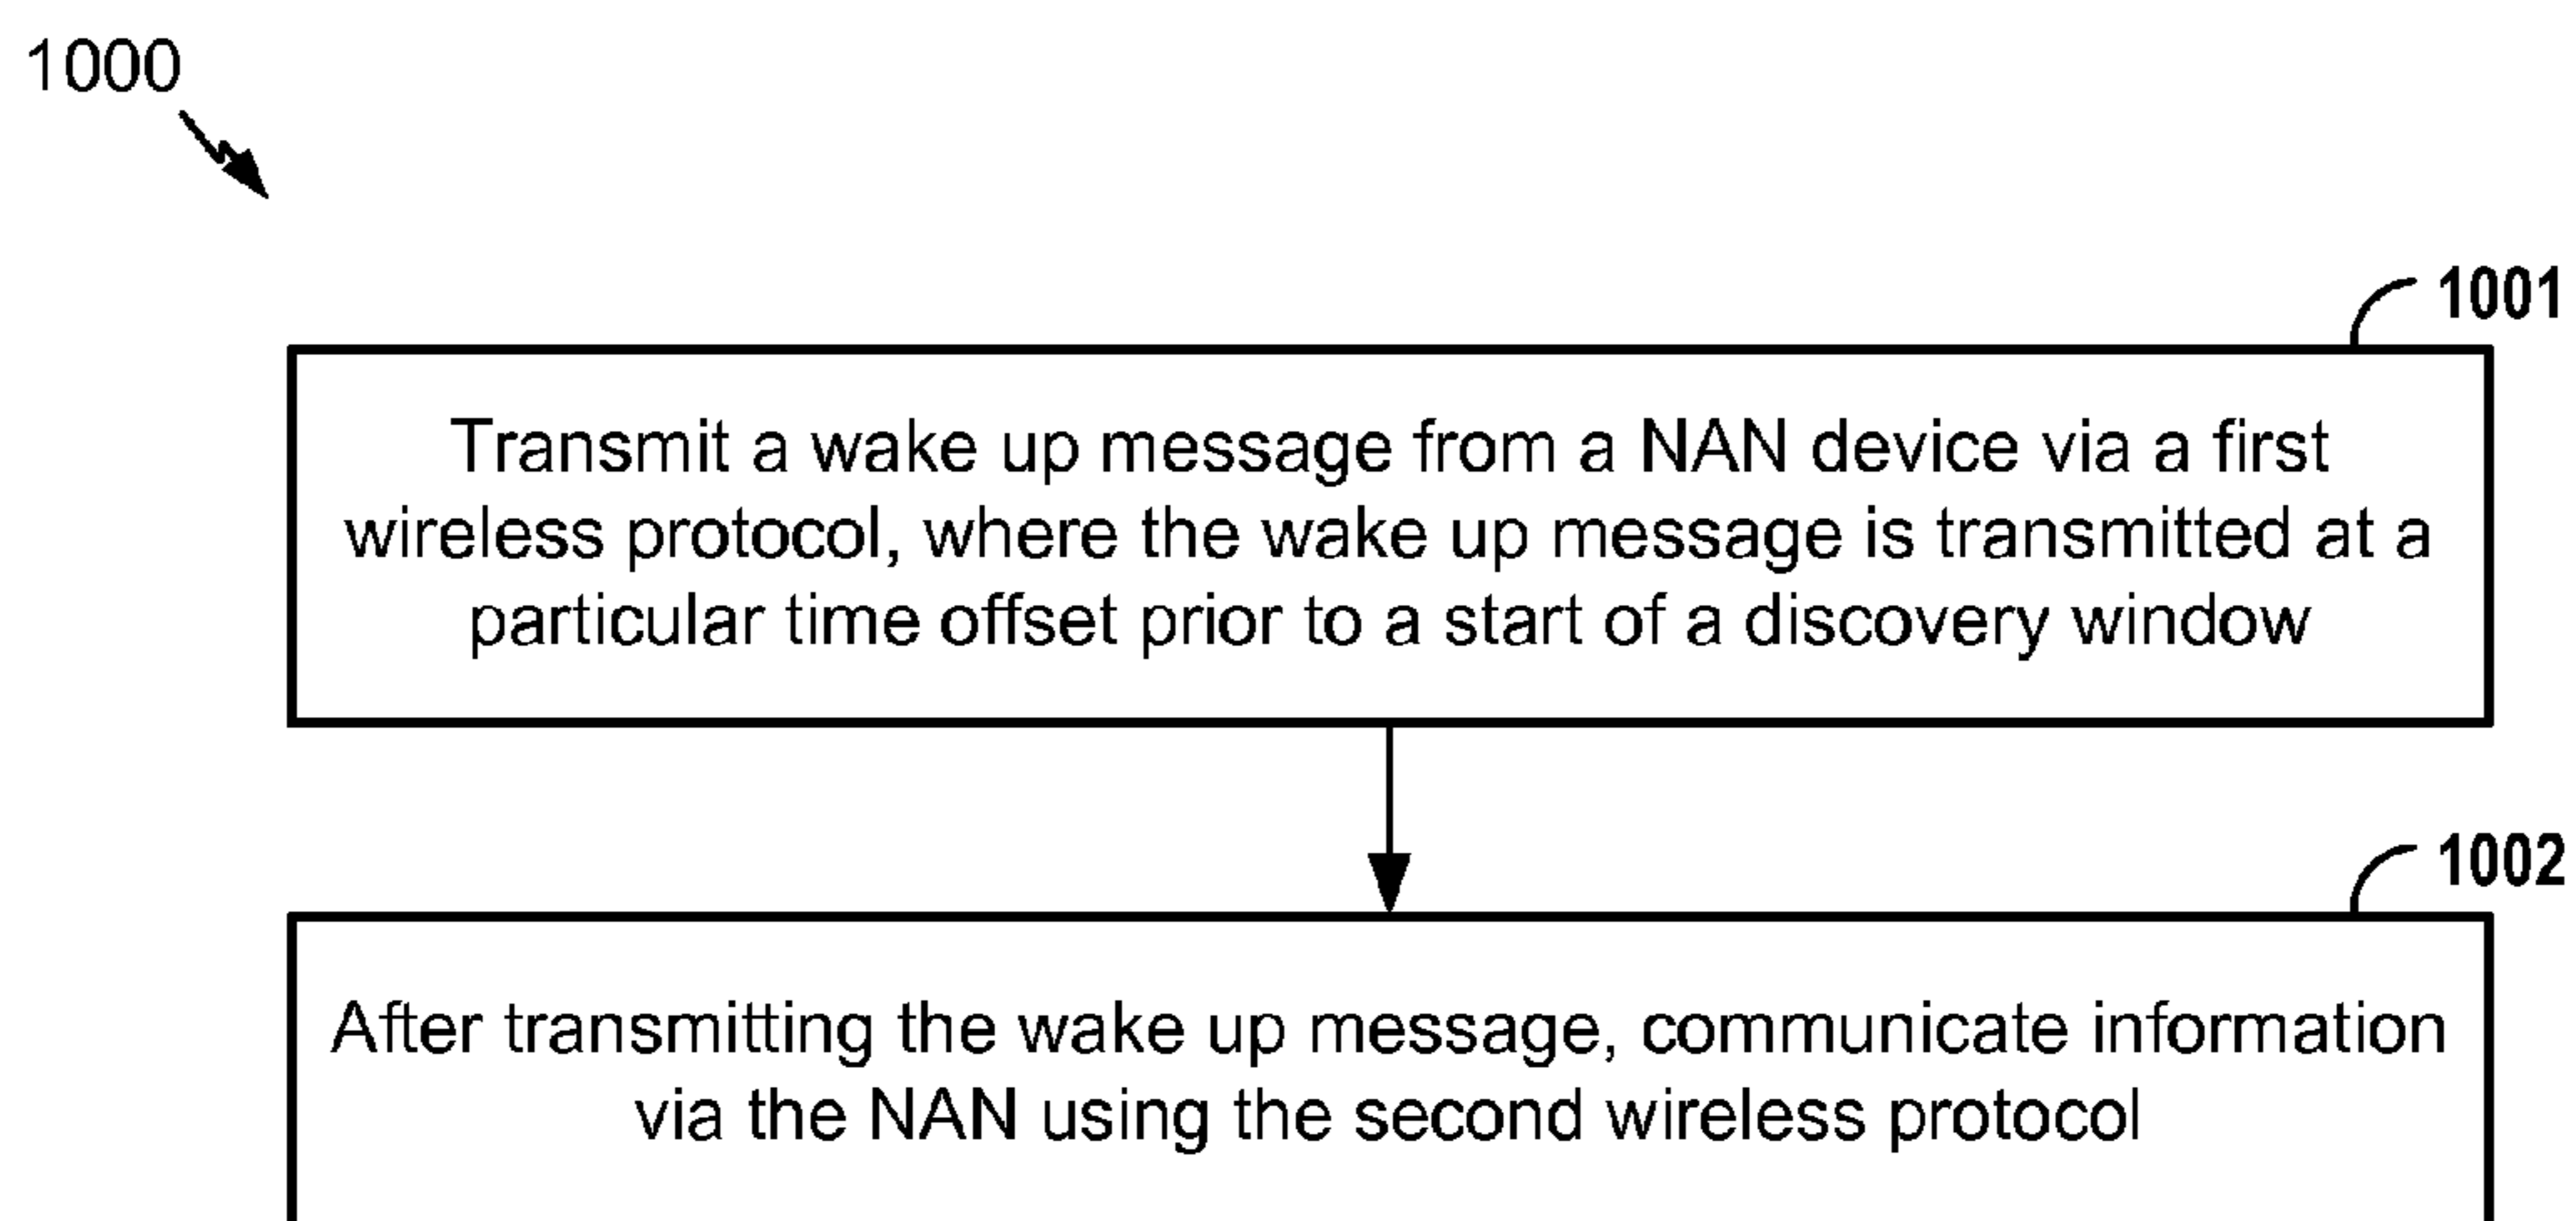 1000
1001
Transmit a wake up message from a NAN device via a first
wireless protocol, where the wake up message is transmitted at a
particular time offset prior to a start of a discovery window
1002
After transmitting the wake up message, communicate information
via the NAN using the second wireless protocol